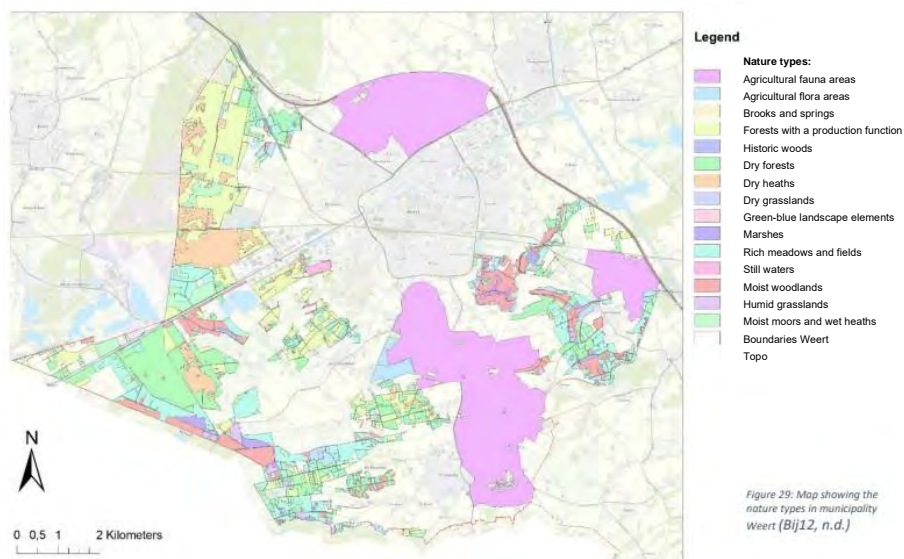 Legend
Nature types:
Agricultural fauna areas
Agricultural flora areas
Brooks and springs
Forests with a production function
Historic woods
Dry forests
Dry heaths
Dry grasslands
Green-blue landscape elements
Marshes
Rich meadows and fields
Still waters
Moist woodlands
Humid grasslands
Moist moors and wet heaths
Boundaries Weert
Topo
N
0 0,5 1 2 Kilometers
Figure 29: Map showing the
nature types in municipality
Weert (Bij12, n.d.)